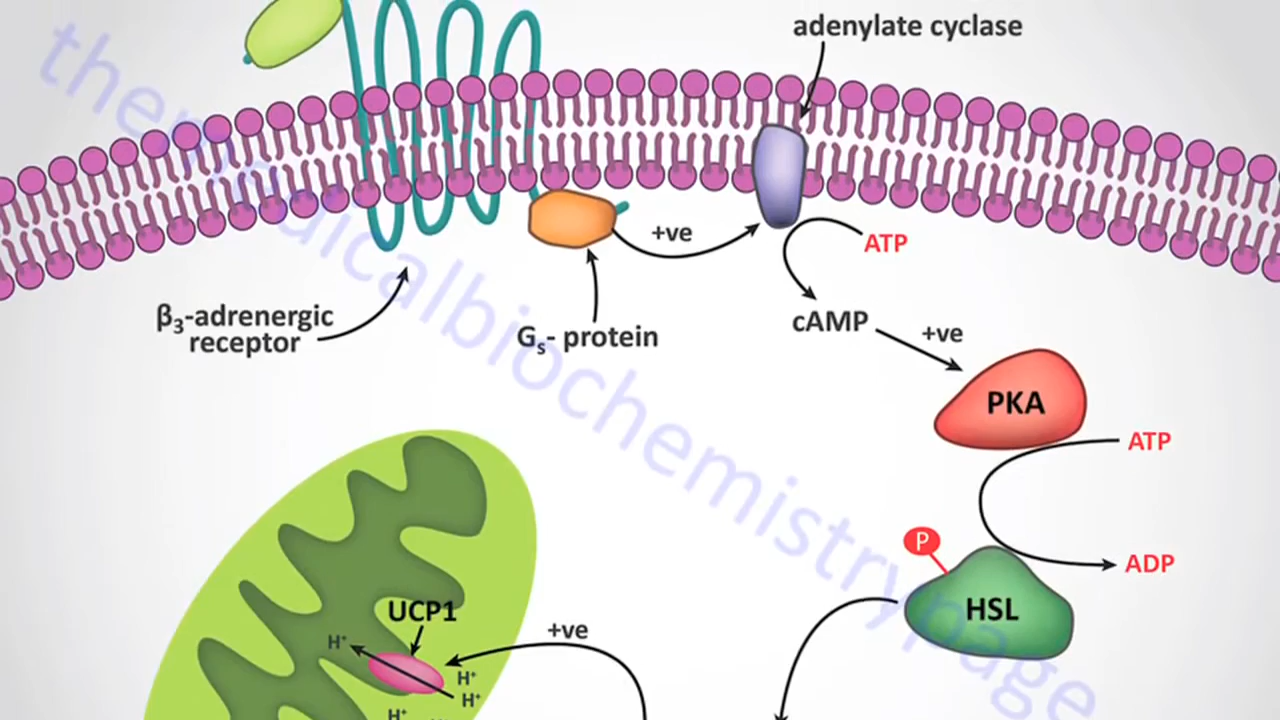 adenylate cyclase
+ve
ATP
β₃-adrenergic
receptor
Gₛ- protein
cAMP
+ve
PKA
ATP
P
ADP
HSL
UCP1
+ve
H⁺
H⁺
H⁺
H⁺
themedicalbiochemistrypage